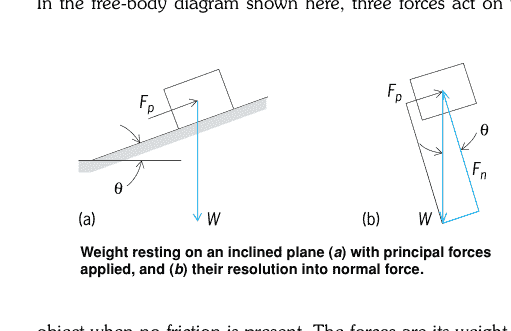 In the free-body diagram shown here, three forces act on
Fp
θ
(a)
W
Fp
θ
Fn
(b)
W
Weight resting on an inclined plane (a) with principal forces
applied, and (b) their resolution into normal force.
object when no friction is present. The forces are its weight